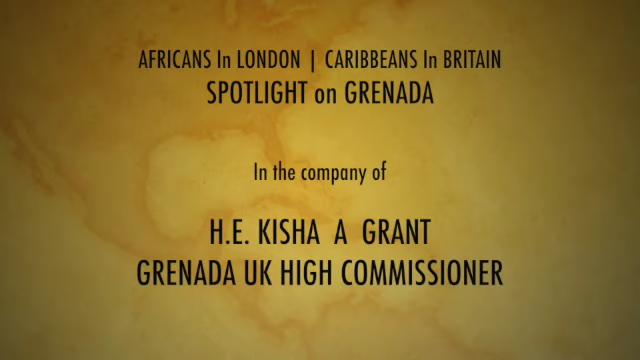 AFRICANS In LONDON | CARIBBEANS In BRITAIN
SPOTLIGHT on GRENADA
In the company of
H.E. KISHA A GRANT
GRENADA UK HIGH COMMISSIONER